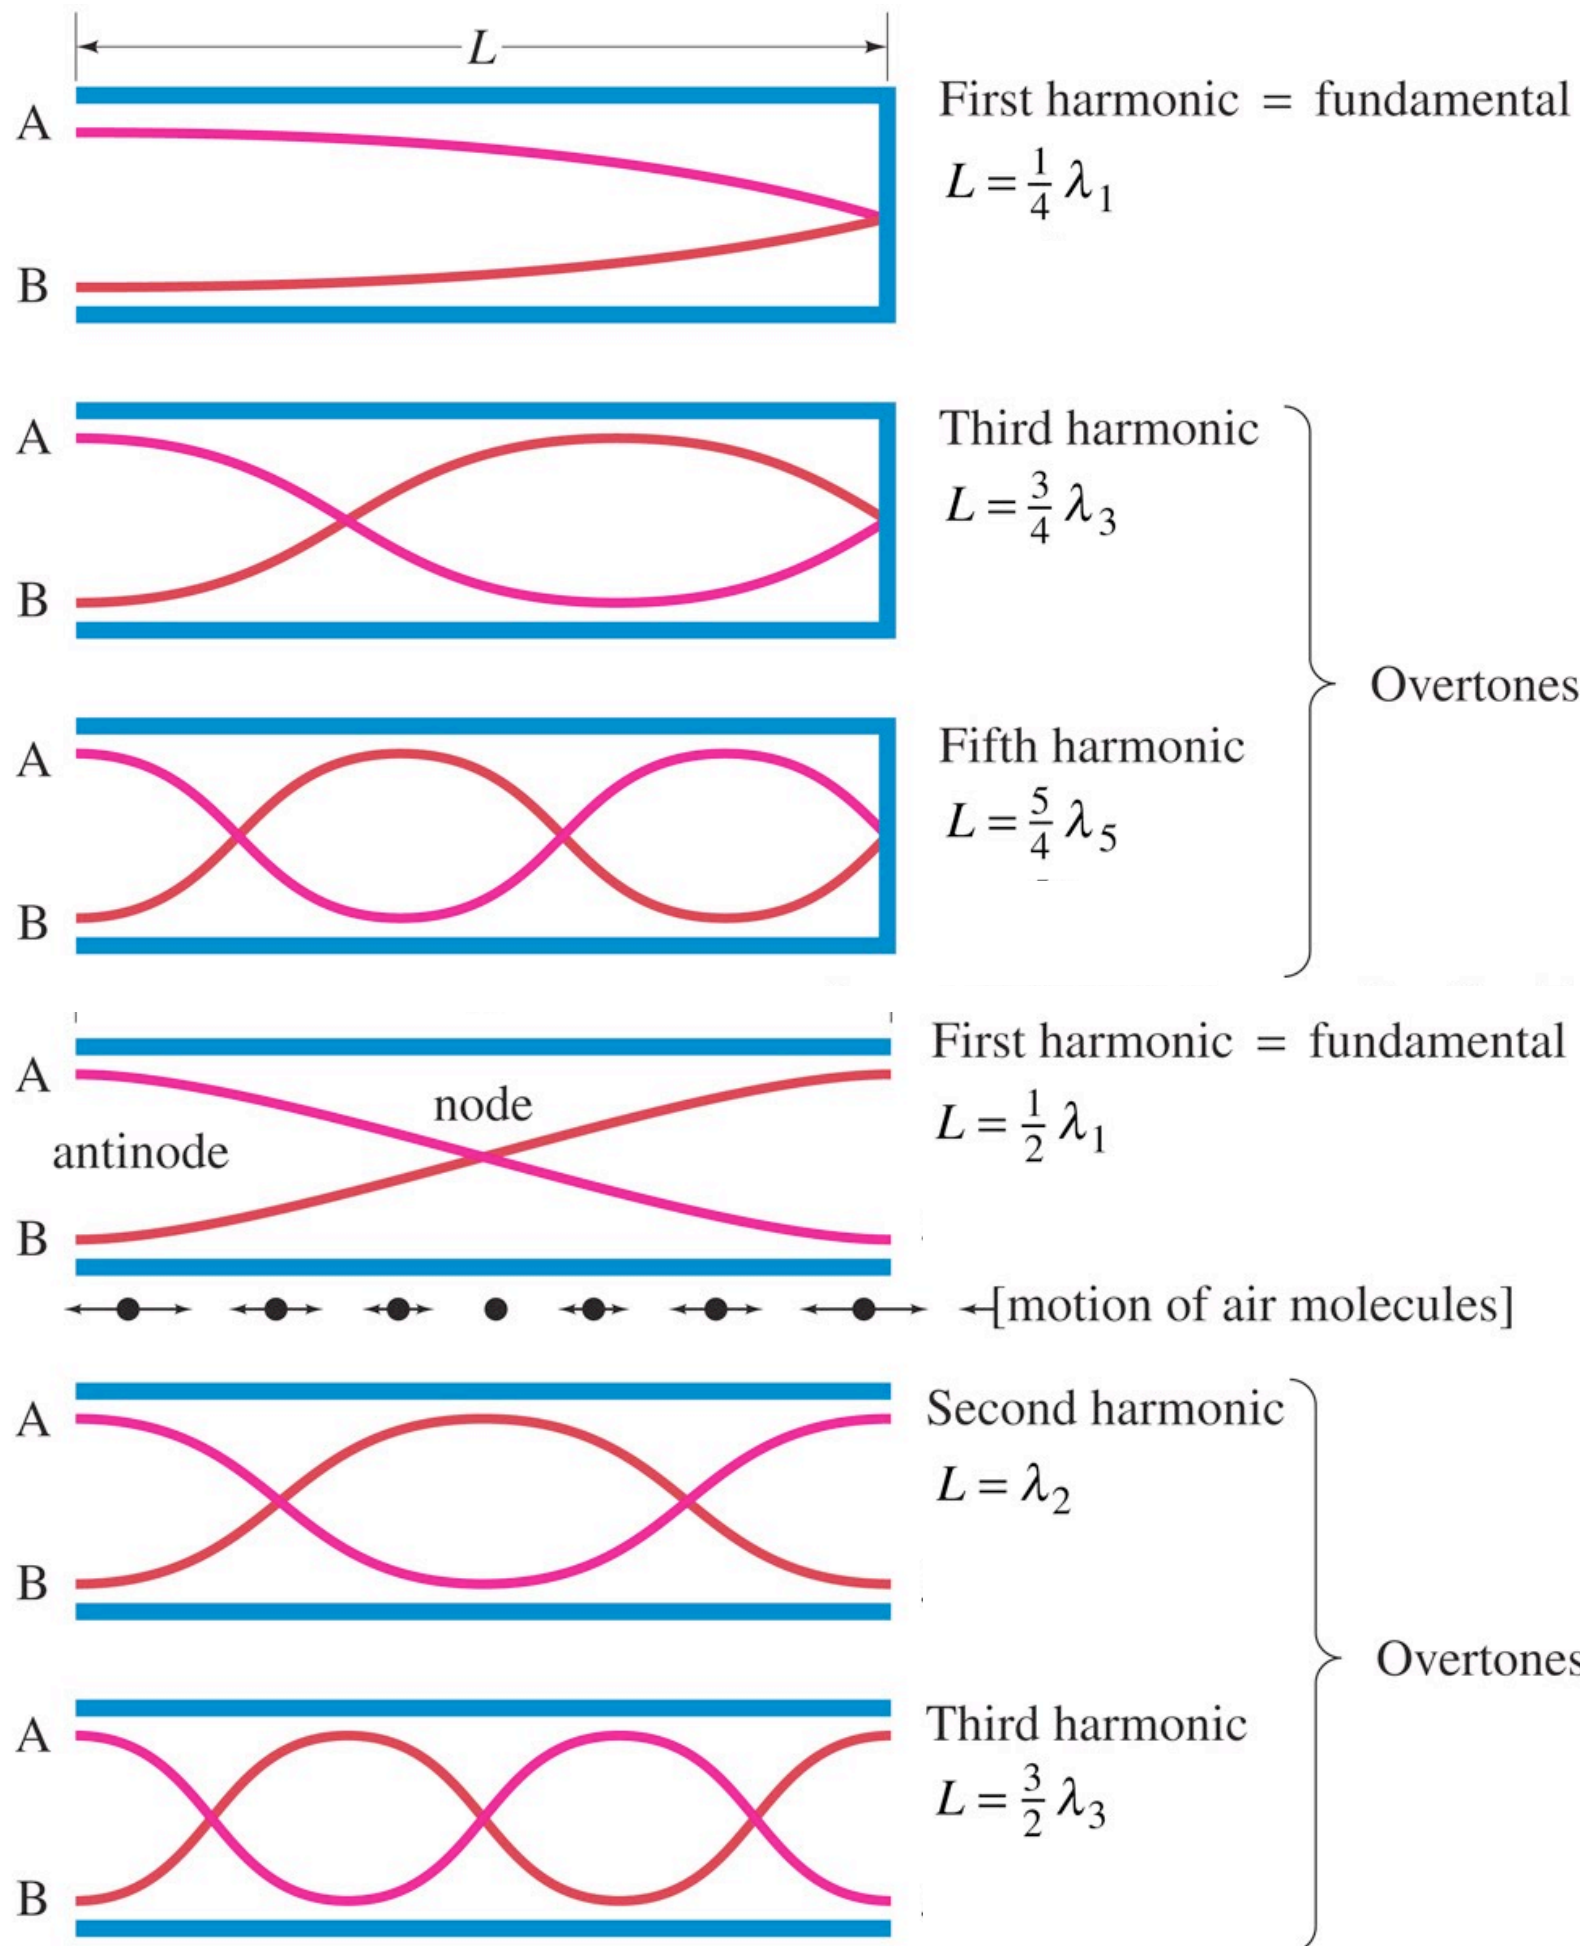 L
A
B
First harmonic = fundamental
L = 1/4 λ1
A
B
Third harmonic
L = 3/4 λ3
A
B
Fifth harmonic
L = 5/4 λ5
Overtones
A
node
antinode
B
First harmonic = fundamental
L = 1/2 λ1
[motion of air molecules]
A
B
Second harmonic
L = λ2
A
B
Third harmonic
L = 3/2 λ3
Overtones